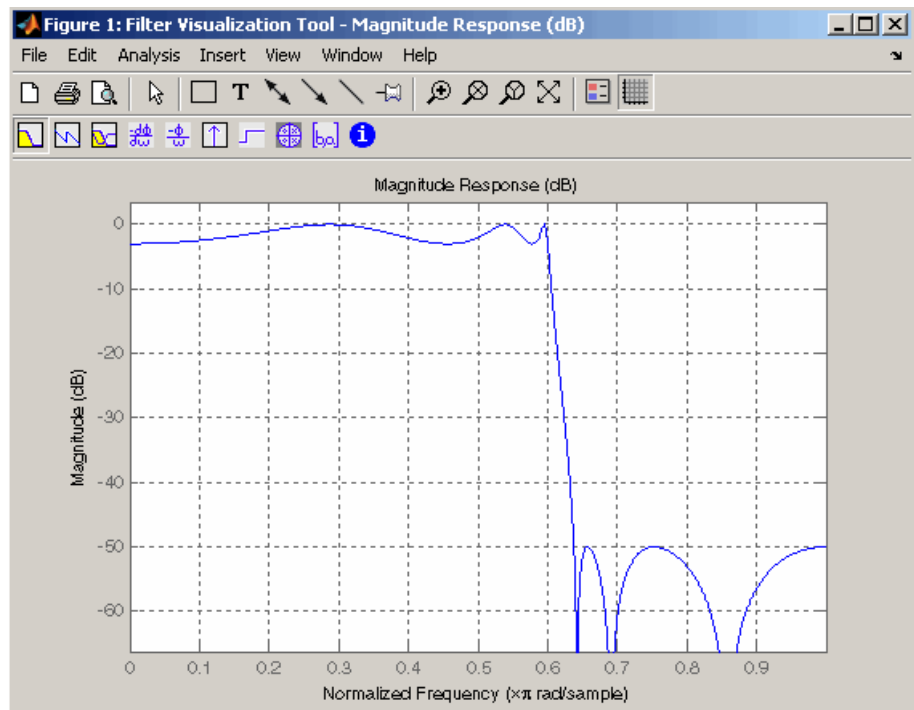 Figure 1: Filter Visualization Tool - Magnitude Response (dB)
File Edit Analysis Insert View Window Help
T
[b,a]
i
Magnitude Response (dB)
0
-10
-20
-30
-40
-50
-60
Magnitude (dB)
0 0.1 0.2 0.3 0.4 0.5 0.6 0.7 0.8 0.9
Normalized Frequency (×π rad/sample)